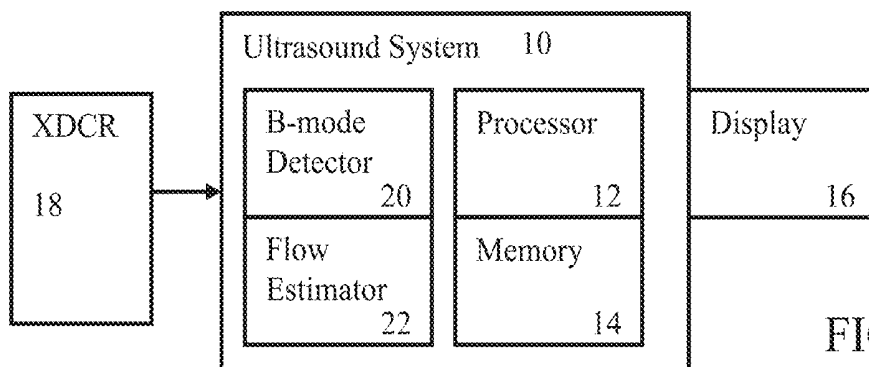 Ultrasound System 10
XDCR
18
B-mode
Detector
20
Processor
12
Display
16
Flow
Estimator
22
Memory
14